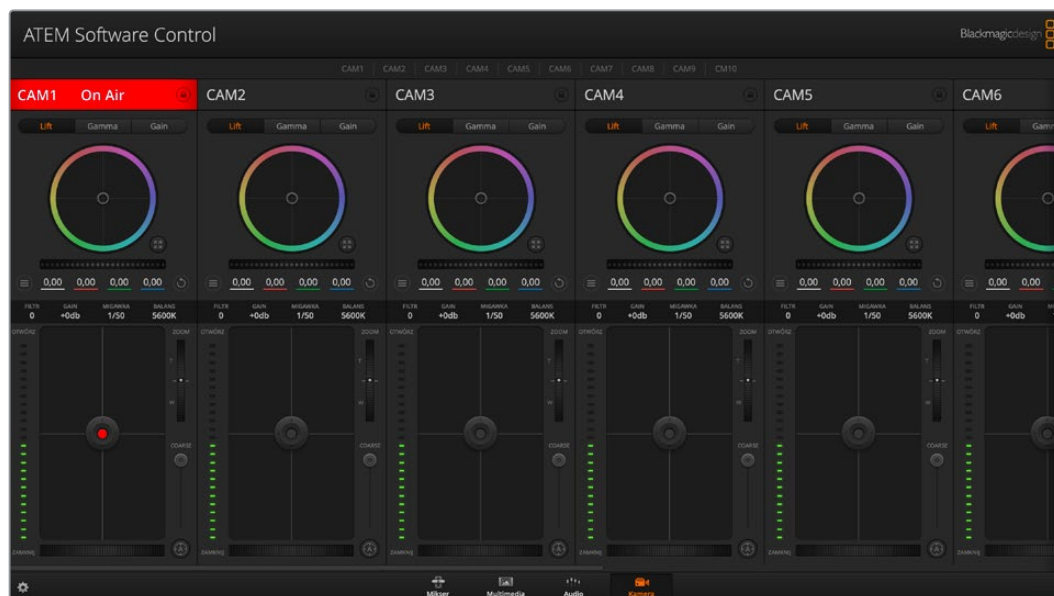 ATEM Software Control
Blackmagicdesign
CAM1 CAM2 CAM3 CAM4 CAM5 CAM6 CAM7 CAM8 CAM9 CM10
CAM1 On Air CAM2 CAM3 CAM4 CAM5 CAM6
Lift Gamma Gain Lift Gamma Gain Lift Gamma Gain Lift Gamma Gain Lift Gamma Gain Lift
0,00 0,00 0,00 0,00 0,00 0,00 0,00 0,00 0,00 0,00 0,00 0,00 0,00 0,00 0,00 0,00 0,00 0,00 0,00 0,00 0,00 0,00
FILTR GAIN MIGAWKA BALANS FILTR GAIN MIGAWKA BALANS FILTR GAIN MIGAWKA BALANS FILTR GAIN MIGAWKA BALANS FILTR GAIN MIGAWKA BALANS FILTR GAIN
0 +0db 1/50 5600K 0 +0db 1/50 5600K 0 +0db 1/50 5600K 0 +0db 1/50 5600K 0 +0db 1/50 5600K 0 +0db
OTWÓRZ ZOOM OTWÓRZ ZOOM OTWÓRZ ZOOM OTWÓRZ ZOOM OTWÓRZ ZOOM OTWÓRZ
T T T T T
W W W W W
COARSE COARSE COARSE COARSE COARSE
ZAMKNIJ ZAMKNIJ ZAMKNIJ ZAMKNIJ ZAMKNIJ ZAMKNIJ
Mikser Multimedia Audio Kamera